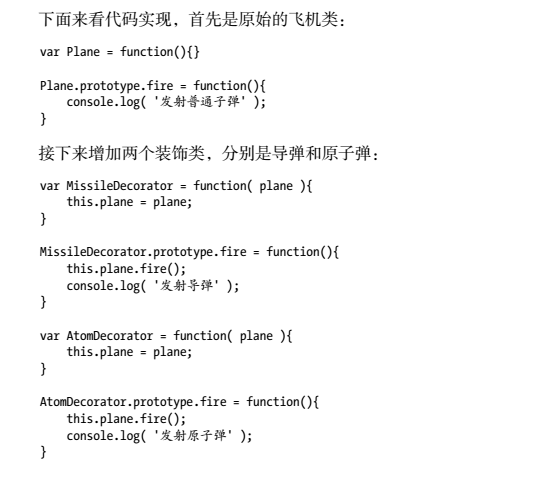 下面来看代码实现，首先是原始的飞机类：
var Plane = function(){}
Plane.prototype.fire = function(){
    console.log( '发射普通子弹' );
}
接下来增加两个装饰类，分别是导弹和原子弹：
var MissileDecorator = function( plane ){
    this.plane = plane;
}
MissileDecorator.prototype.fire = function(){
    this.plane.fire();
    console.log( '发射导弹' );
}
var AtomDecorator = function( plane ){
    this.plane = plane;
}
AtomDecorator.prototype.fire = function(){
    this.plane.fire();
    console.log( '发射原子弹' );
}